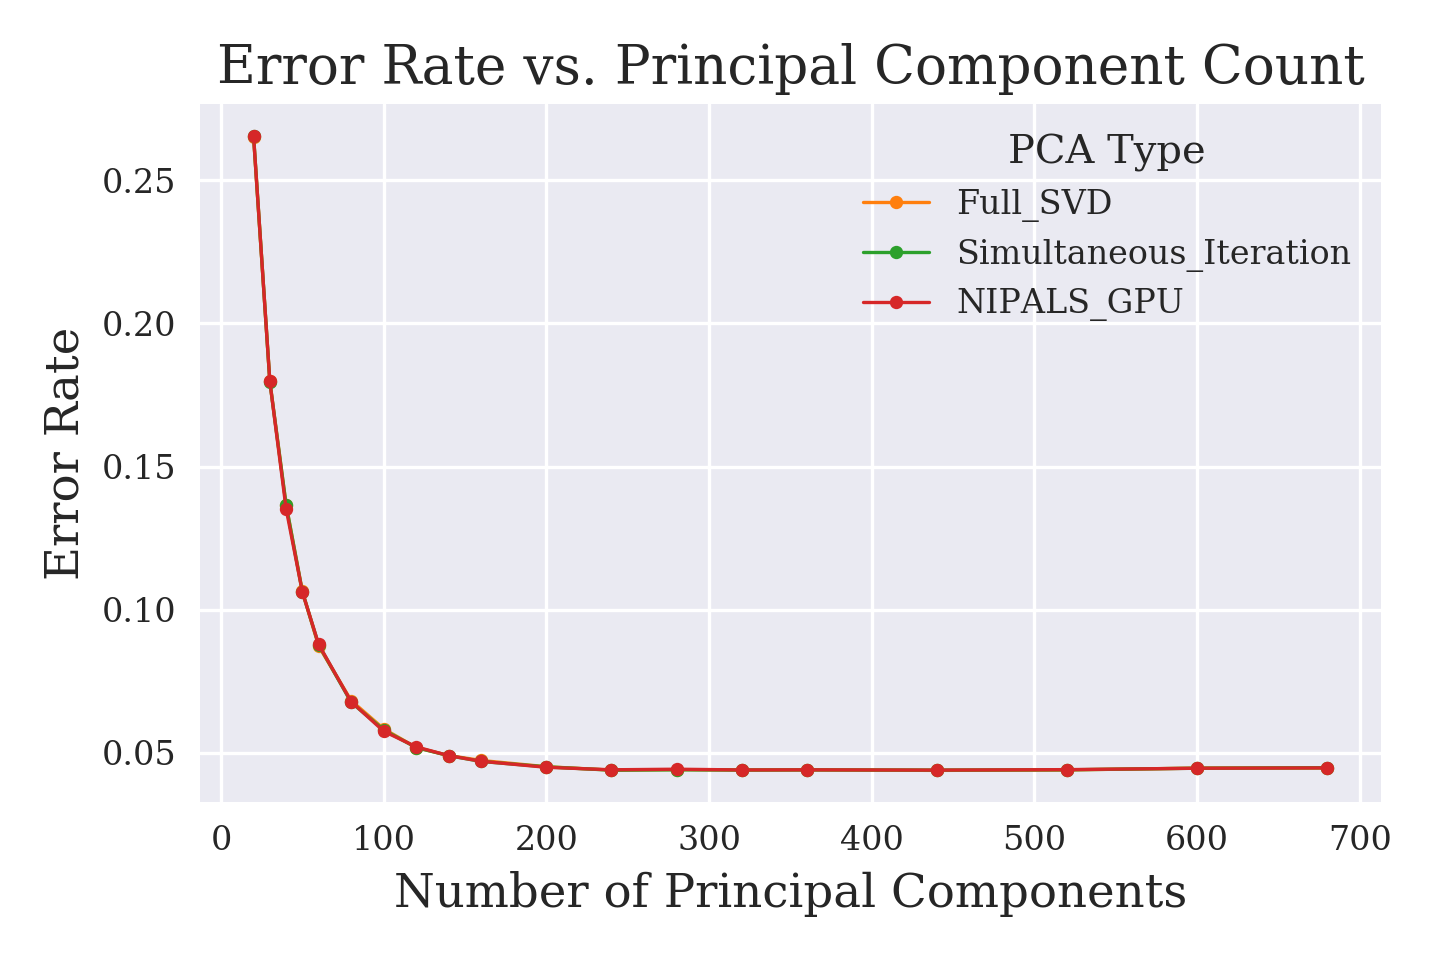 Error Rate vs. Principal Component Count
PCA Type
Full_SVD
Simultaneous_Iteration
NIPALS_GPU
Error Rate
0.25
0.20
0.15
0.10
0.05
0 100 200 300 400 500 600 700
Number of Principal Components